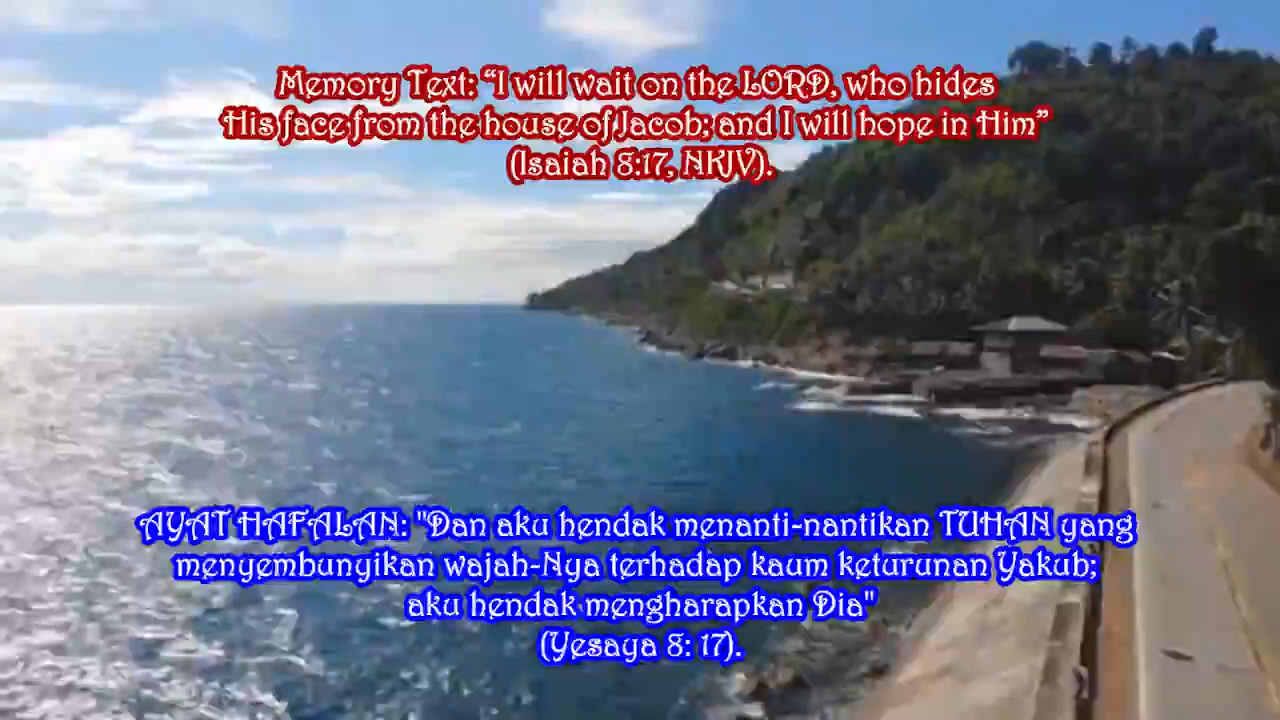 Memory Text: “I will wait on the LORD, who hides
His face from the house of Jacob; and I will hope in Him”
(Isaiah 8:17, NKJV).
AYAT HAFALAN: "Dan aku hendak menanti-nantikan TUHAN yang
menyembunyikan wajah-Nya terhadap kaum keturunan Yakub;
aku hendak mengharapkan Dia"
(Yesaya 8: 17).